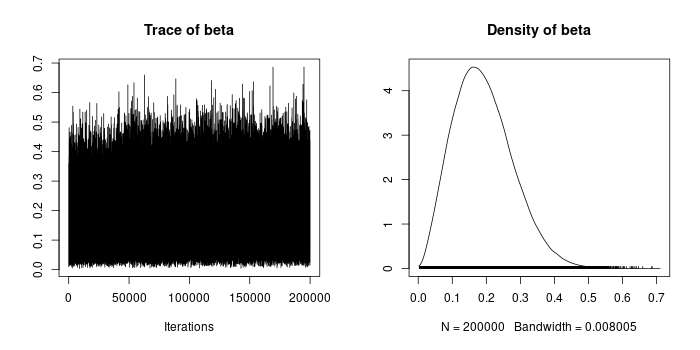 Trace of beta
0.7
0.6
0.5
0.4
0.3
0.2
0.1
0.0
0 50000 100000 150000 200000
Iterations
Density of beta
4
3
2
1
0
0.0 0.1 0.2 0.3 0.4 0.5 0.6 0.7
N = 200000 Bandwidth = 0.008005